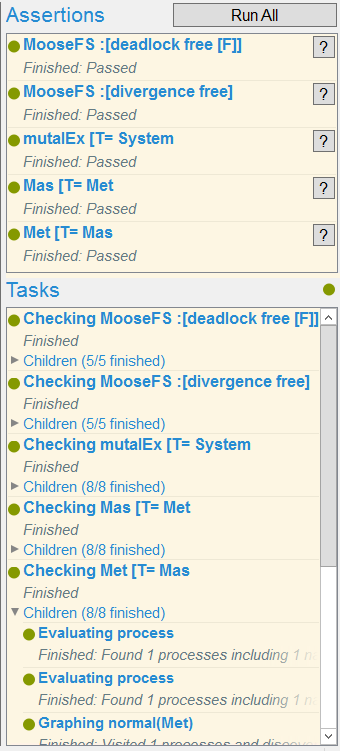 Assertions
Run All
MooseFS :[deadlock free [F]]
?
Finished: Passed
MooseFS :[divergence free]
?
Finished: Passed
mutalEx [T= System
?
Finished: Passed
Mas [T= Met
?
Finished: Passed
Met [T= Mas
?
Finished: Passed
Tasks
Checking MooseFS :[deadlock free [F]]
Finished
Children (5/5 finished)
Checking MooseFS :[divergence free]
Finished
Children (5/5 finished)
Checking mutalEx [T= System
Finished
Children (8/8 finished)
Checking Mas [T= Met
Finished
Children (8/8 finished)
Checking Met [T= Mas
Finished
Children (8/8 finished)
Evaluating process
Finished: Found 1 processes including 1 n
Evaluating process
Finished: Found 1 processes including 1 n
Graphing normal(Met)
Finished: Visited 1 processes and discove